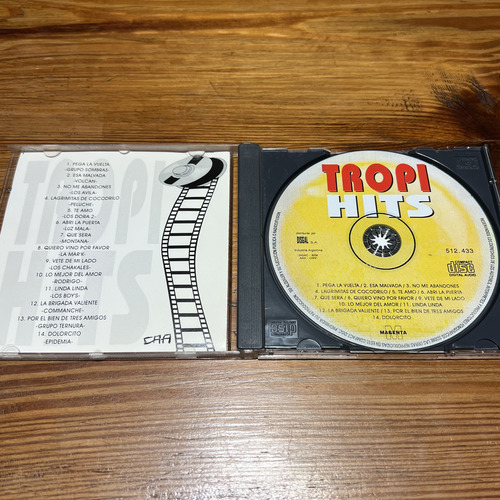 TROPI
HITS
1. PEGA LA VUELTA
-GRUPO SOMBRAS-
2. ESA MALVADA
-VOLCAN-
3. NO ME ABANDONES
-LOS AVILA-
4. LAGRIMITAS DE COCODRILO
-PELUCHE-
5. TE AMO
-LOS DORA 2-
6. ABRI LA PUERTA
-LUZ MALA-
7. QUE SERA
-MONTANA-
8. QUIERO VINO POR FAVOR
-LA MARY-
9. VETE DE MI LADO
-LOS CHAKALES-
10. LO MEJOR DEL AMOR
-RODRIGO-
11. LINDA LINDA
-LOS BOYS-
12. LA BRIGADA VALIENTE
-COMMANCHE-
13. POR EL BIEN DE TRES AMIGOS
-GRUPO TERNURA-
14. DOLORCITO
-EPIDEMIA-
TROPI
HITS
512.433
COMPACT
disc
DIGITAL AUDIO
1. PEGA LA VUELTA / 2. ESA MALVADA / 3. NO ME ABANDONES
4. LAGRIMITAS DE COCODRILO / 5. TE AMO / 6. ABRI LA PUERTA
7. QUE SERA / 8. QUIERO VINO POR FAVOR / 9. VETE DE MI LADO
10. LO MEJOR DEL AMOR / 11. LINDA LINDA
12. LA BRIGADA VALIENTE / 13. POR EL BIEN DE TRES AMIGOS
14. DOLORCITO
MAGENTA